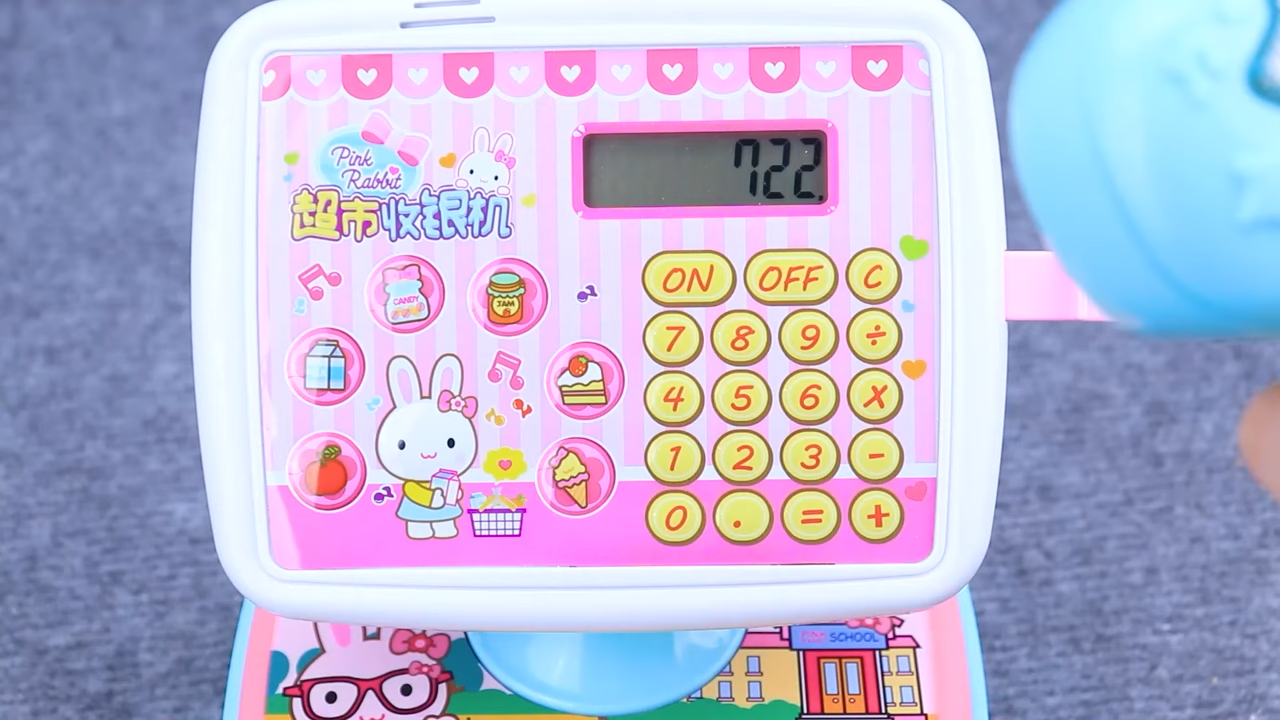 Pink
Rabbit
超市收银机
722.
CANDY
JAM
ON OFF C
7 8 9 ÷
4 5 6 X
1 2 3 -
0 . = +
PINK SCHOOL